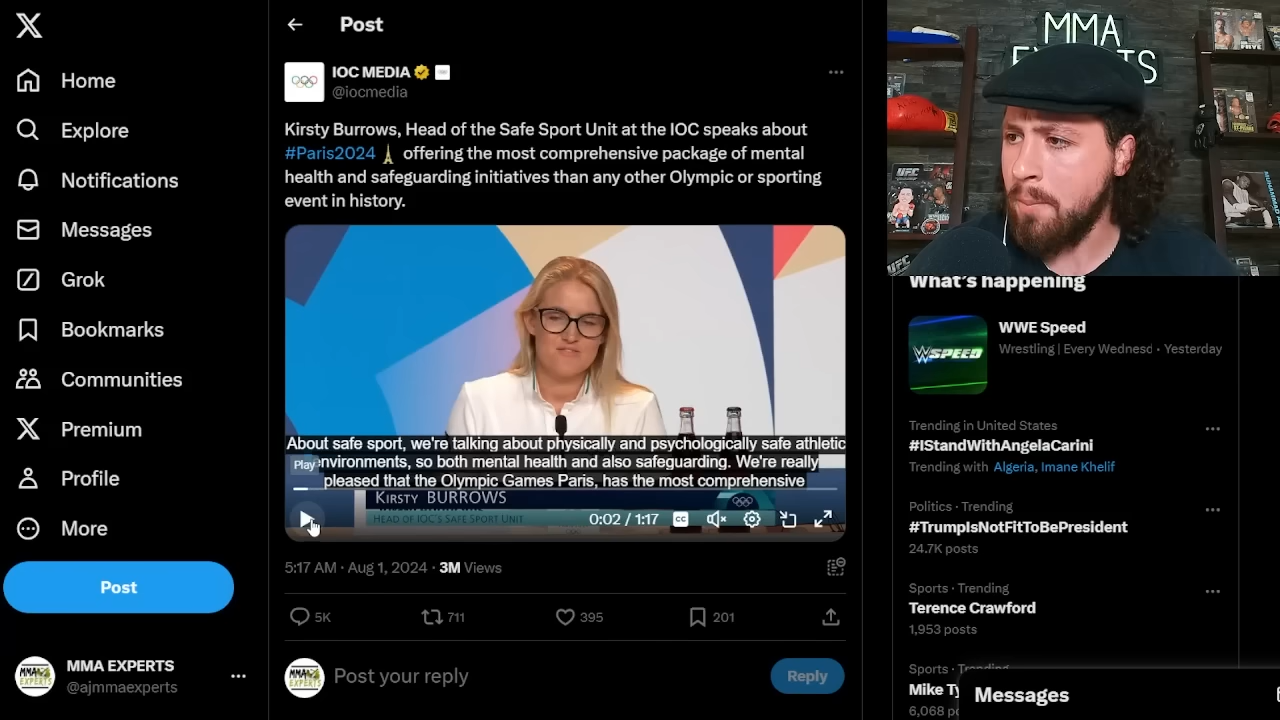 Home
Explore
Notifications
Messages
Grok
Bookmarks
Communities
Premium
Profile
More
Post
MMA EXPERTS
@ajmmaexperts
Post
IOC MEDIA
@iocmedia
Kirsty Burrows, Head of the Safe Sport Unit at the IOC speaks about
#Paris2024 offering the most comprehensive package of mental
health and safeguarding initiatives than any other Olympic or sporting
event in history.
About safe sport, we're talking about physically and psychologically safe athletic
environments, so both mental health and also safeguarding. We're really
pleased that the Olympic Games Paris, has the most comprehensive
Play
KIRSTY BURROWS
HEAD OF IOC'S SAFE SPORT UNIT
0:02 / 1:17
CC
5:17 AM · Aug 1, 2024 · 3M Views
5K 711 395 201
Post your reply
Reply
MMA
EXPERTS
UFC
UFC
What's happening
WWE Speed
Wrestling | Every Wednesd · Yesterday
SPEED
Trending in United States
#IStandWithAngelaCarini
Trending with Algeria, Imane Khelif
Politics · Trending
#TrumpIsNotFitToBePresident
24.7K posts
Sports · Trending
Terence Crawford
1,953 posts
Sports · Trending
Mike Ty
6,068 po
Messages